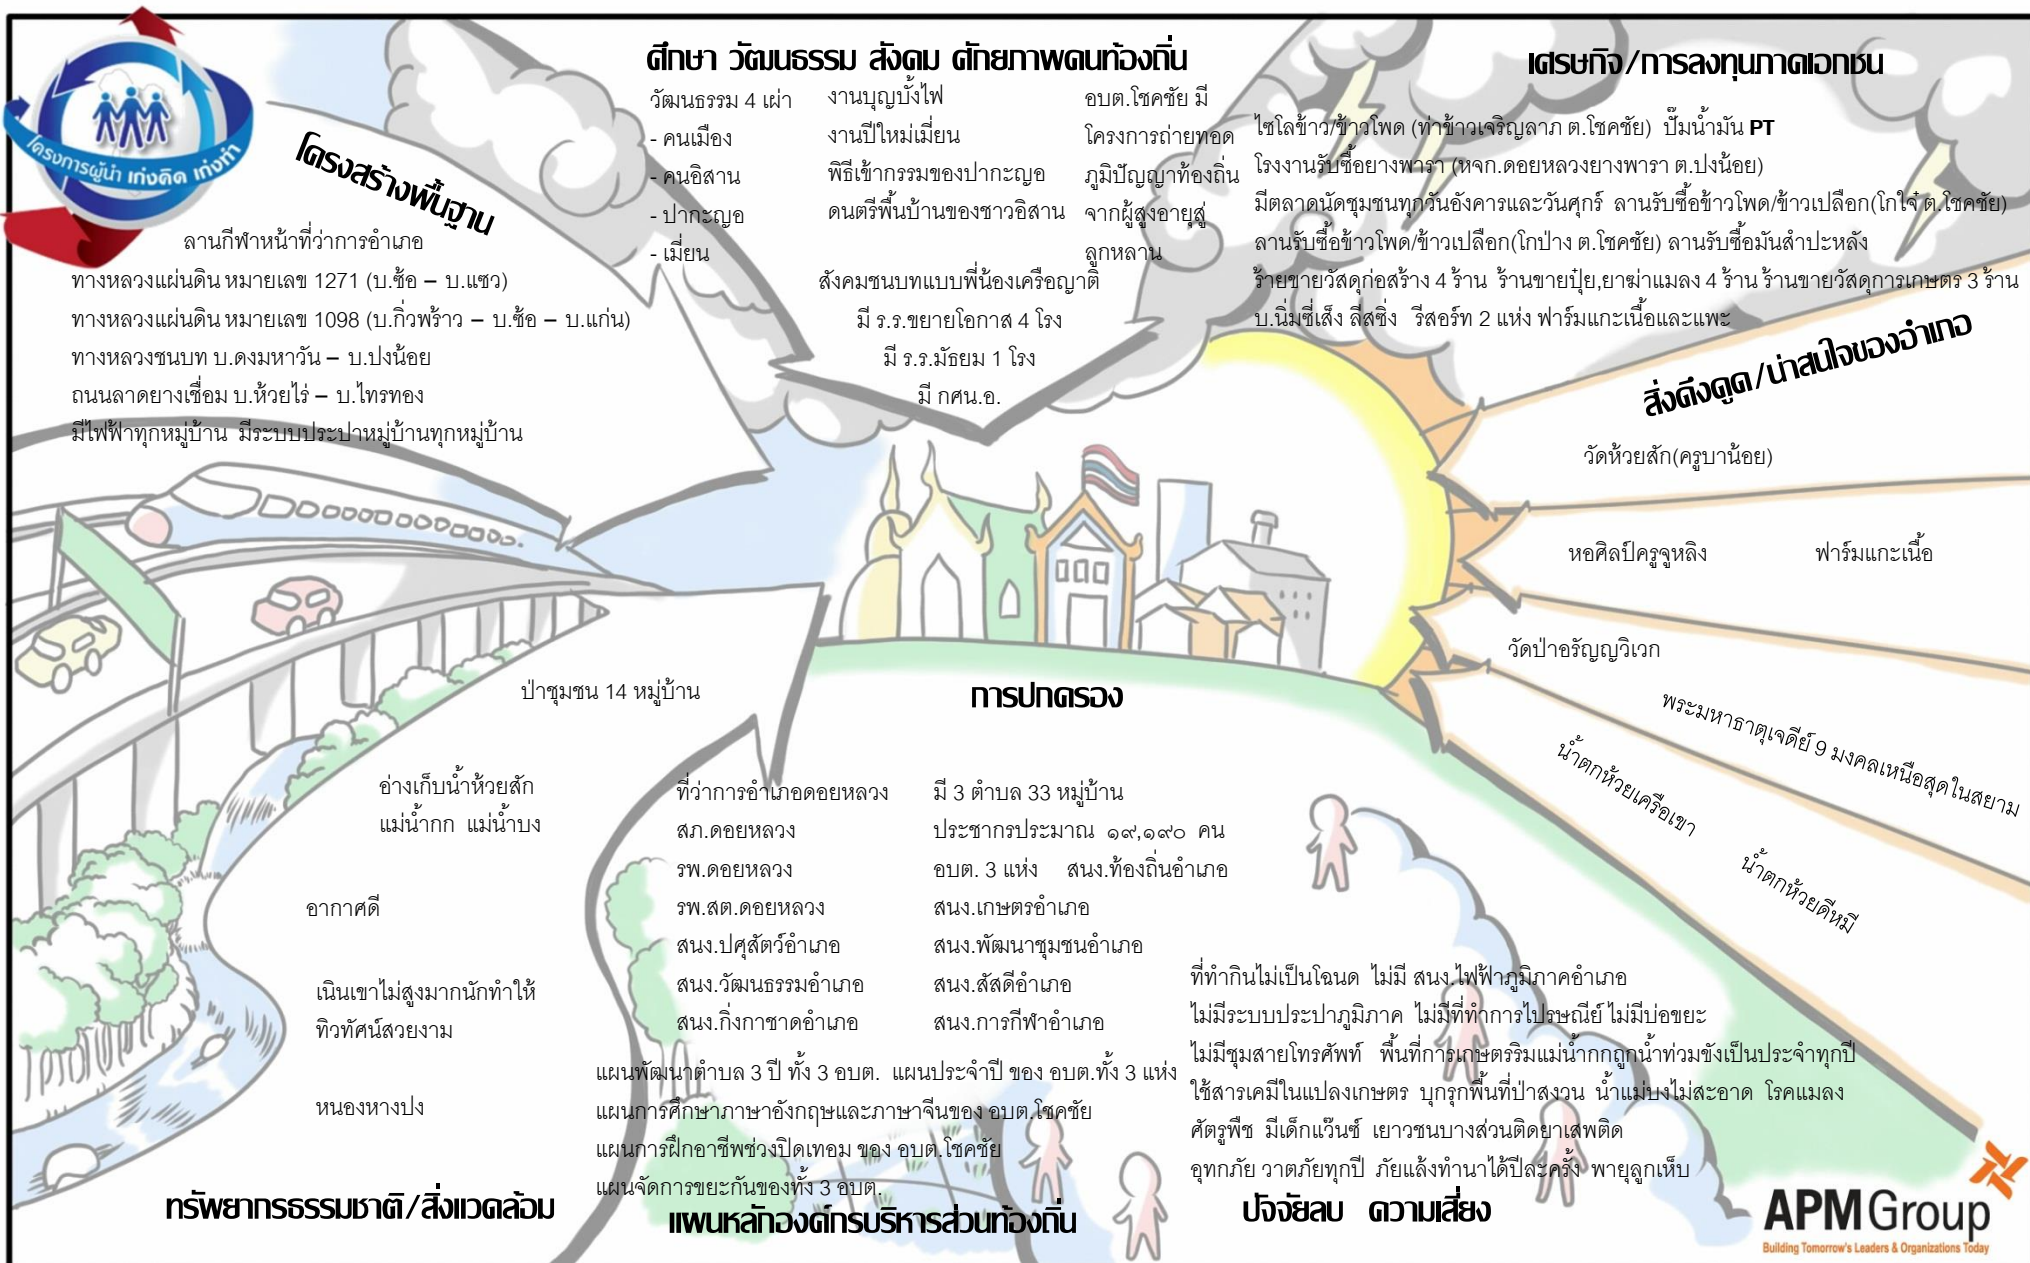 โครงการผู้นำ เก่งคิด เก่งทำ
โครงสร้างพื้นฐาน
ลานกีฬาหน้าที่ว่าการอำเภอ
ทางหลวงแผ่นดิน หมายเลข 1271 (บ.ซ้อ – บ.แซว)
ทางหลวงแผ่นดิน หมายเลข 1098 (บ.กิ่วพร้าว – บ.ซ้อ – บ.แก่น)
ทางหลวงชนบท บ.ดงมหาวัน – บ.ปงน้อย
ถนนลาดยางเชื่อม บ.ห้วยไร่ – บ.ไทรทอง
มีไฟฟ้าทุกหมู่บ้าน มีระบบประปาหมู่บ้านทุกหมู่บ้าน
ศึกษา วัฒนธรรม สังคม ศักยภาพคนท้องถิ่น
วัฒนธรรม 4 เผ่า
- คนเมือง
- คนอิสาน
- ปากะญอ
- เมี่ยน
งานบุญบั้งไฟ
งานปีใหม่เมี่ยน
พิธีเข้ากรรมของปากะญอ
ดนตรีพื้นบ้านของชาวอิสาน
อบต.โชคชัย มี
โครงการถ่ายทอด
ภูมิปัญญาท้องถิ่น
จากผู้สูงอายุสู่
ลูกหลาน
สังคมชนบทแบบพี่น้องเครือญาติ
มี ร.ร.ขยายโอกาส 4 โรง
มี ร.ร.มัธยม 1 โรง
มี กศน.อ.
เศรษกิจ/การลงทุนภาคเอกชน
ไซโลข้าว/ข้าวโพด (ท่าข้าวเจริญลาภ ต.โชคชัย) ปั๊มน้ำมัน PT
โรงงานรับซื้อยางพารา (หจก.ดอยหลวงยางพารา ต.ปงน้อย)
มีตลาดนัดชุมชนทุกวันอังคารและวันศุกร์ ลานรับซื้อข้าวโพด/ข้าวเปลือก(โกใจ๋ ต.โชคชัย)
ลานรับซื้อข้าวโพด/ข้าวเปลือก(โกป่าง ต.โชคชัย) ลานรับซื้อมันสำปะหลัง
ร้ายขายวัสดุก่อสร้าง 4 ร้าน ร้านขายปุ๋ย,ยาฆ่าแมลง 4 ร้าน ร้านขายวัสดุการเกษตร 3 ร้าน
บ.นิ่มซี่เส็ง ลีสซิ่ง รีสอร์ท 2 แห่ง ฟาร์มแกะเนื้อและแพะ
สิ่งดึงดูด/น่าสนใจของอำเภอ
วัดห้วยสัก(ครูบาน้อย)
หอศิลป์ครูจูหลิง ฟาร์มแกะเนื้อ
วัดป่าอรัญญวิเวก
พระมหาธาตุเจดีย์ 9 มงคลเหนือสุดในสยาม
น้ำตกห้วยเครือเขา
น้ำตกห้วยดีหมี
ป่าชุมชน 14 หมู่บ้าน
อ่างเก็บน้ำห้วยสัก
แม่น้ำกก แม่น้ำบง
อากาศดี
เนินเขาไม่สูงมากนักทำให้
ทิวทัศน์สวยงาม
หนองหางปง
ทรัพยากรธรรมชาติ/สิ่งแวดล้อม
การปกครอง
ที่ว่าการอำเภอดอยหลวง
สภ.ดอยหลวง
รพ.ดอยหลวง
รพ.สต.ดอยหลวง
สนง.ปศุสัตว์อำเภอ
สนง.วัฒนธรรมอำเภอ
สนง.กิ่งกาชาดอำเภอ
มี 3 ตำบล 33 หมู่บ้าน
ประชากรประมาณ ๑๙,๑๙๐ คน
อบต. 3 แห่ง สนง.ท้องถิ่นอำเภอ
สนง.เกษตรอำเภอ
สนง.พัฒนาชุมชนอำเภอ
สนง.สัสดีอำเภอ
สนง.การกีฬาอำเภอ
แผนพัฒนาตำบล 3 ปี ทั้ง 3 อบต. แผนประจำปี ของ อบต.ทั้ง 3 แห่ง
แผนการศึกษาภาษาอังกฤษและภาษาจีนของ อบต.โชคชัย
แผนการฝึกอาชีพช่วงปิดเทอม ของ อบต.โชคชัย
แผนจัดการขยะกันของทั้ง 3 อบต.
แผนหลักองค์กรบริหารส่วนท้องถิ่น
ที่ทำกินไม่เป็นโฉนด ไม่มี สนง.ไฟฟ้าภูมิภาคอำเภอ
ไม่มีระบบประปาภูมิภาค ไม่มีที่ทำการไปรษณีย์ ไม่มีบ่อขยะ
ไม่มีชุมสายโทรศัพท์ พื้นที่การเกษตรริมแม่น้ำกกถูกน้ำท่วมขังเป็นประจำทุกปี
ใช้สารเคมีในแปลงเกษตร บุกรุกพื้นที่ป่าสงวน น้ำแม่บงไม่สะอาด โรคแมลง
ศัตรูพืช มีเด็กแว๊นซ์ เยาวชนบางส่วนติดยาเสพติด
อุทกภัย วาตภัยทุกปี ภัยแล้งทำนาได้ปีละครั้ง พายุลูกเห็บ
ปัจจัยลบ ความเสี่ยง
APM Group
Building Tomorrow's Leaders & Organizations Today